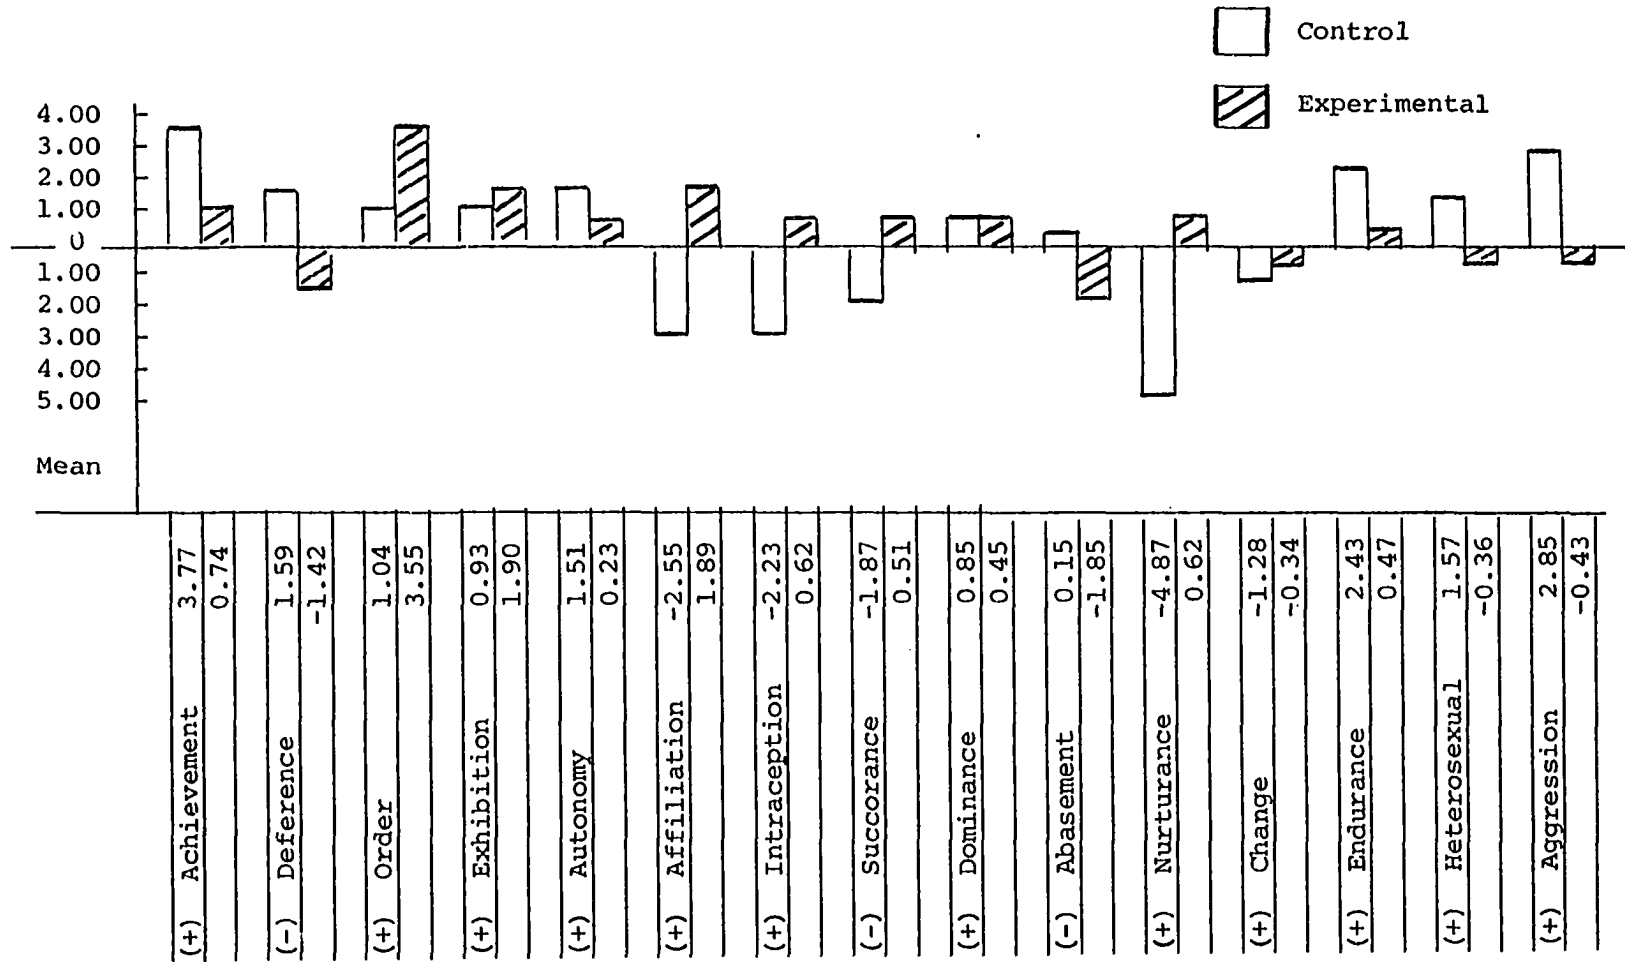 Control
Experimental
4.00
3.00
2.00
1.00
0
1.00
2.00
3.00
4.00
5.00
Mean
(+) Achievement 3.77
0.74
(-) Deference 1.59
-1.42
(+) Order 1.04
3.55
(+) Exhibition 0.93
1.90
(+) Autonomy 1.51
0.23
(+) Affiliation -2.55
1.89
(+) Intraception -2.23
0.62
(-) Succorance -1.87
0.51
(+) Dominance 0.85
0.45
(-) Abasement 0.15
-1.85
(+) Nurturance -4.87
0.62
(+) Change -1.28
-0.34
(+) Endurance 2.43
0.47
(+) Heterosexual 1.57
-0.36
(+) Aggression 2.85
-0.43